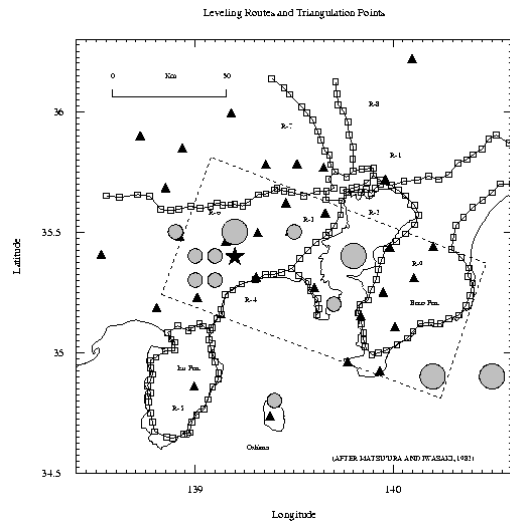 Leveling Routes and Triangulation Points
0 Km 50
36
R-8
R-7
R-1
R-6
R-3
R-2
35.5
Latitude
R-9
R-4
Boso Pen.
35
Izu Pen.
R-5
Oshima
(AFTER MATSU'URA AND IWASAKI, 1983)
34.5
139
140
Longitude